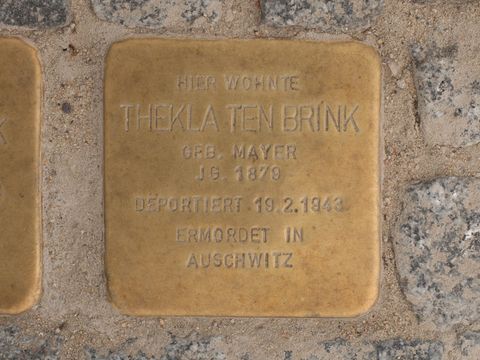 HIER WOHNTE
THEKLA TEN BRINK
GEB. MAYER
JG. 1879
DEPORTIERT 19.2.1943
ERMORDET IN
AUSCHWITZ